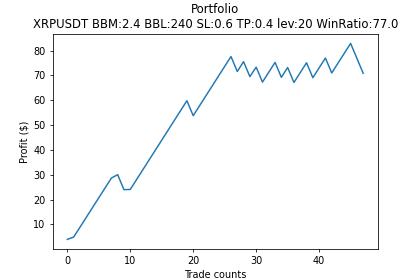 Portfolio
XRPUSDT BBM:2.4 BBL:240 SL:0.6 TP:0.4 lev:20 WinRatio:77.0
80
70
60
50
40
30
20
10
Profit ($)
0 10 20 30 40
Trade counts